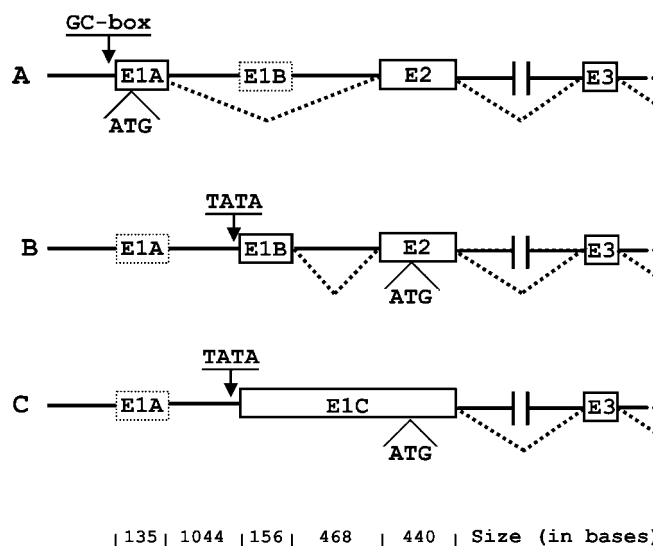 GC-box
A E1A E1B E2 E3
ATG
TATA
B E1A E1B E2 E3
ATG
TATA
C E1A E1C E3
ATG
|135| 1044 |156| 468 | 440 | Size (in bases)